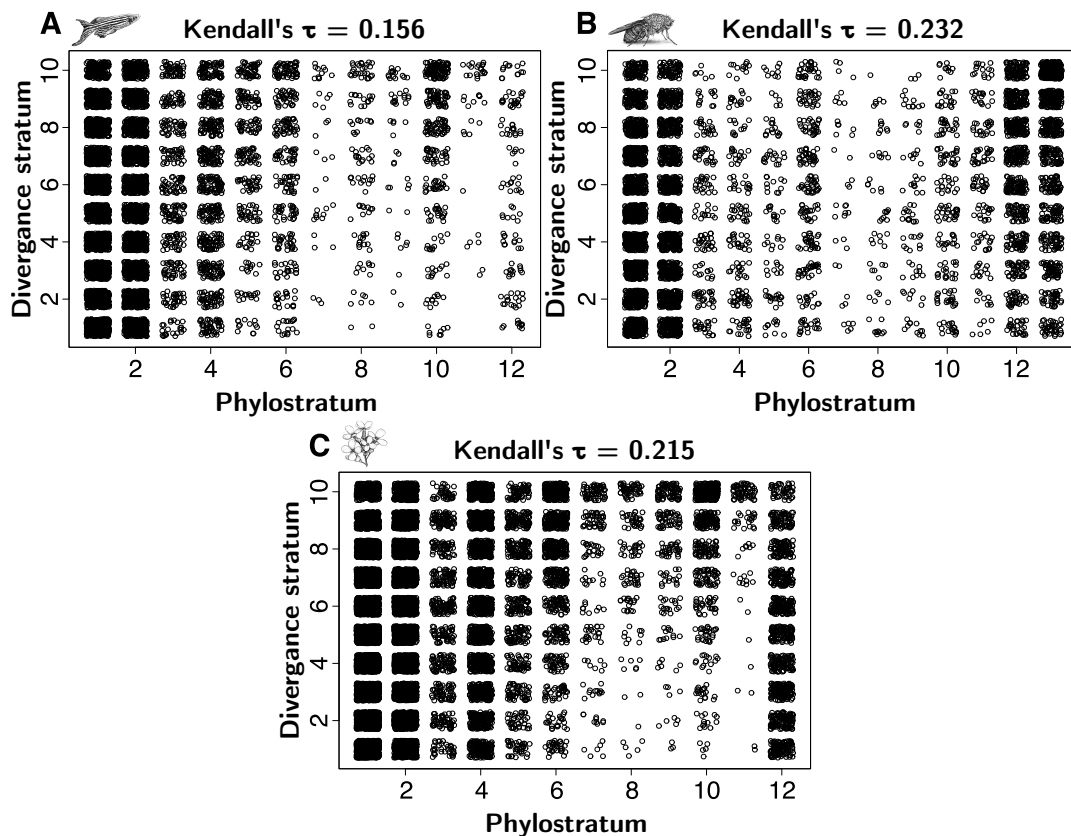 A Kendall's τ = 0.156
Divergance stratum
10
8
6
4
2
2 4 6 8 10 12
Phylostratum
B Kendall's τ = 0.232
Divergance stratum
10
8
6
4
2
2 4 6 8 10 12
Phylostratum
C Kendall's τ = 0.215
Divergance stratum
10
8
6
4
2
2 4 6 8 10 12
Phylostratum